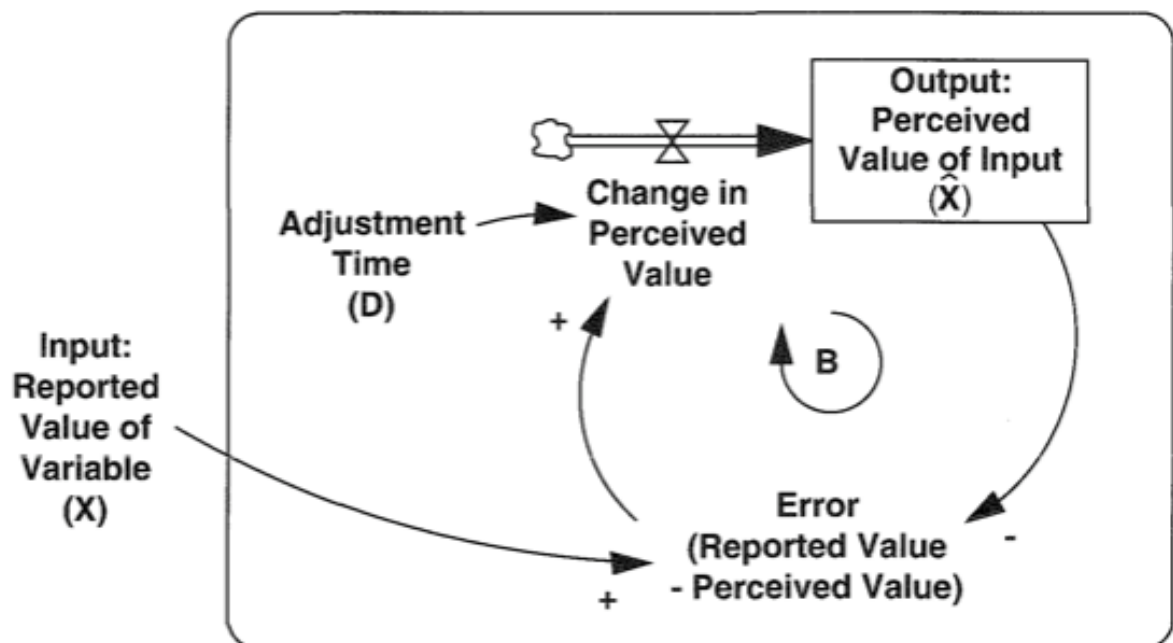 Output:
Perceived
Value of Input
(X̂)
Change in
Perceived
Value
Adjustment
Time
(D)
+
B
Input:
Reported
Value of
Variable
(X)
Error
(Reported Value
- Perceived Value)
-
+